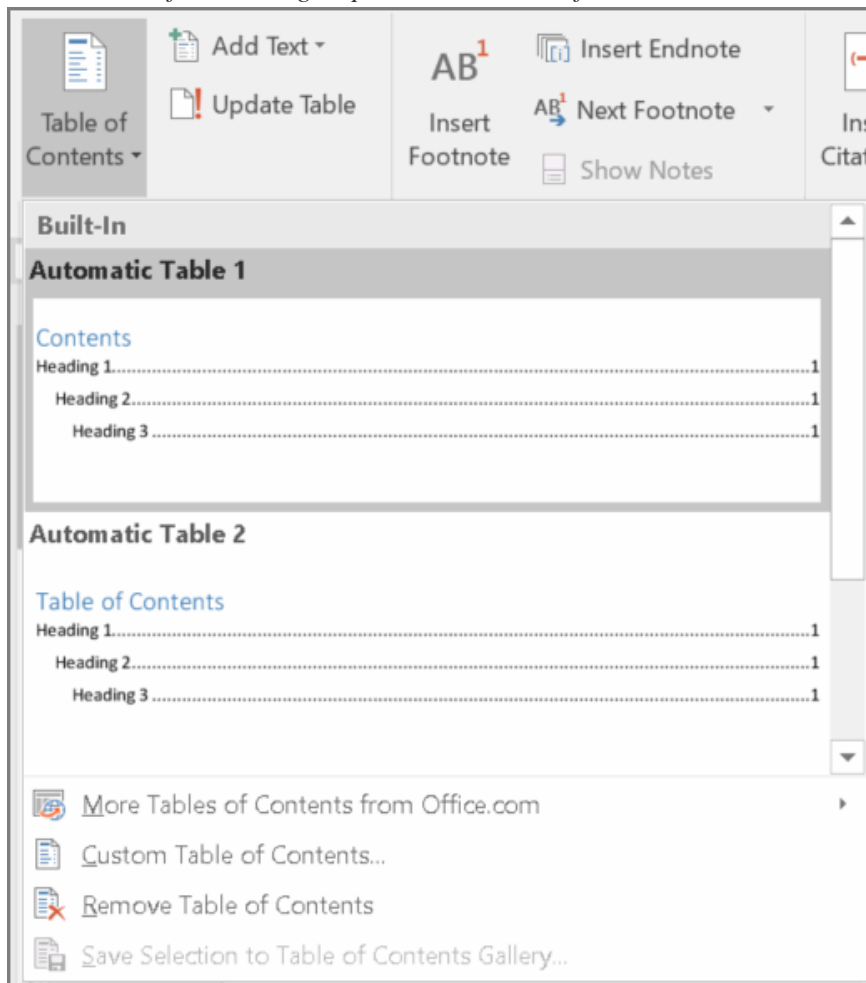 Add Text
Update Table
Table of
Contents
AB1
Insert
Footnote
Insert Endnote
AB1
Next Footnote
Show Notes
Built-In
Automatic Table 1
Contents
Heading 1..........1
Heading 2..........1
Heading 3..........1
Automatic Table 2
Table of Contents
Heading 1..........1
Heading 2..........1
Heading 3..........1
More Tables of Contents from Office.com
Custom Table of Contents...
Remove Table of Contents
Save Selection to Table of Contents Gallery...